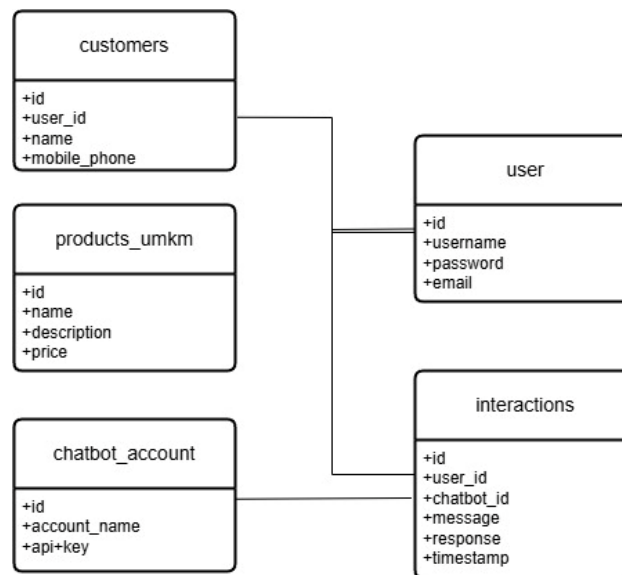 customers
+id
+user_id
+name
+mobile_phone
user
+id
+username
+password
+email
products_umkm
+id
+name
+description
+price
interactions
+id
+user_id
+chatbot_id
+message
+response
+timestamp
chatbot_account
+id
+account_name
+api+key